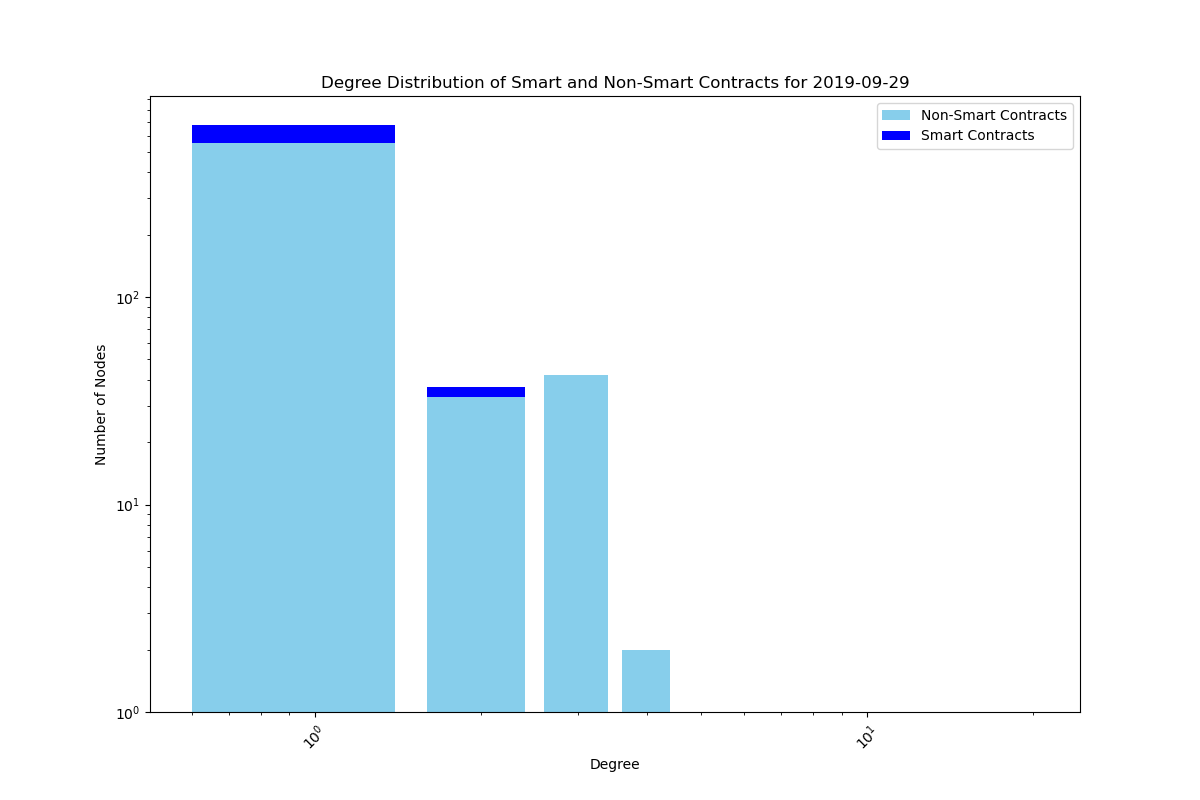 Degree Distribution of Smart and Non-Smart Contracts for 2019-09-29
Non-Smart Contracts
Smart Contracts
Number of Nodes
10²
10¹
10⁰
10⁰
10¹
Degree